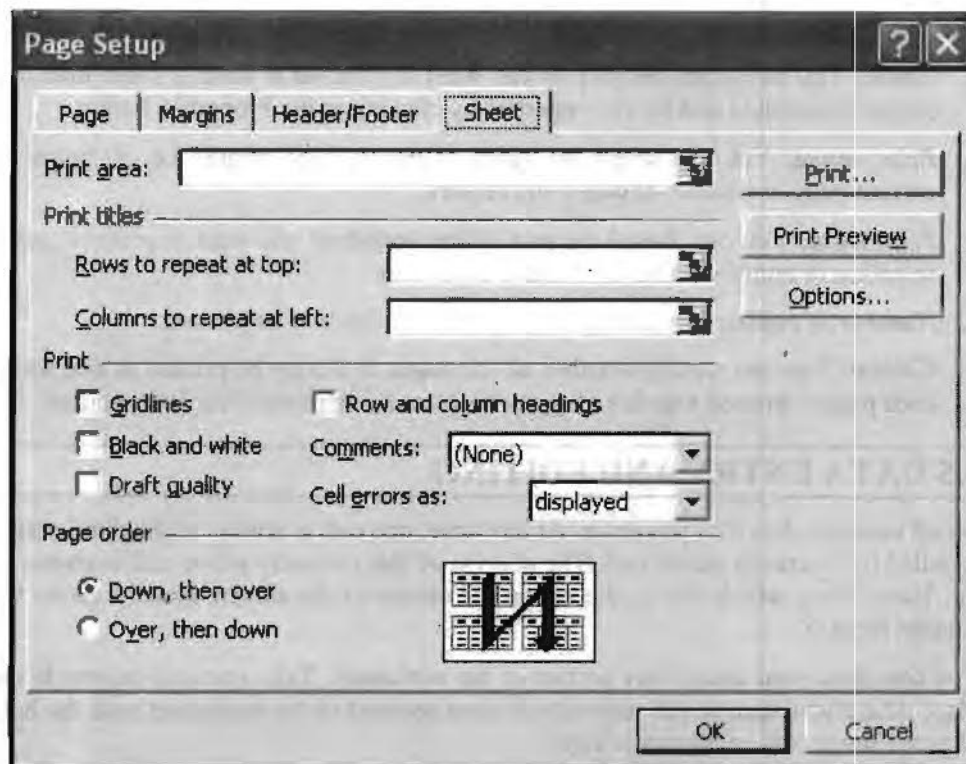 Page Setup
Page Margins Header/Footer Sheet
Print area:
Print...
Print titles
Print Preview
Rows to repeat at top:
Options...
Columns to repeat at left:
Print
Gridlines
Row and column headings
Black and white
Comments: (None)
Draft quality
Cell errors as: displayed
Page order
Down, then over
Over, then down
OK Cancel